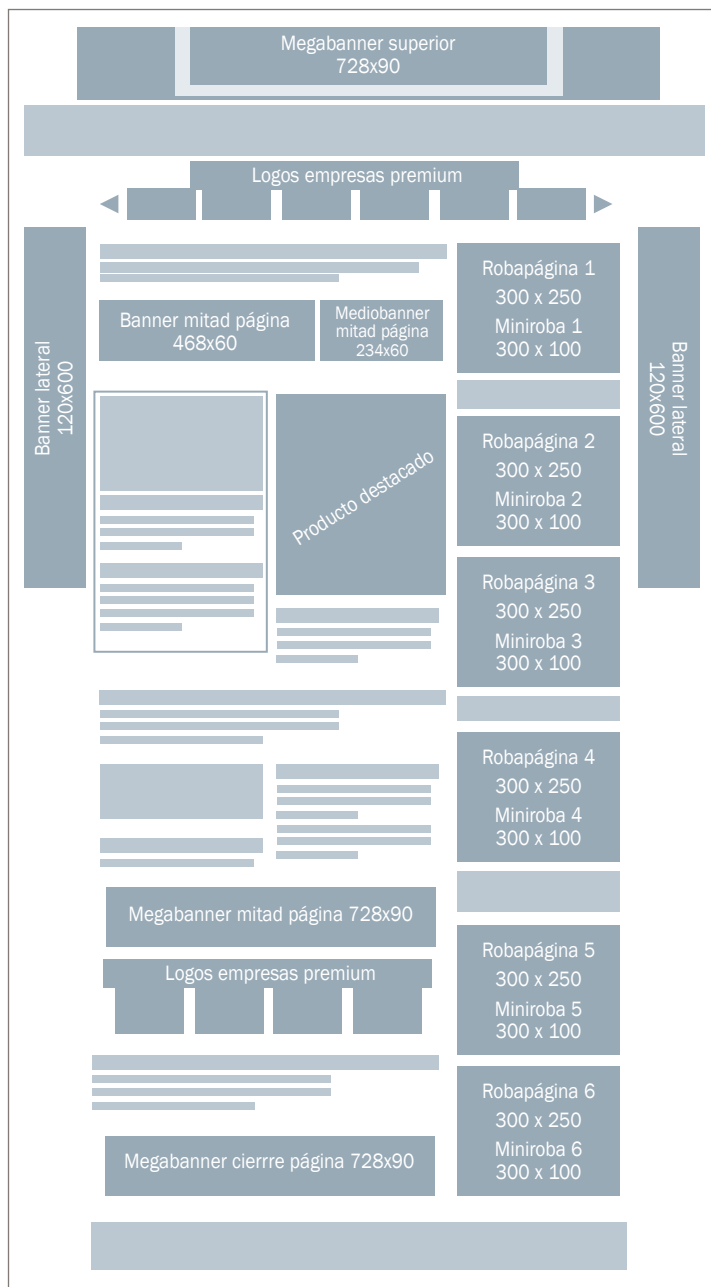 Megabanner superior
728x90
Logos empresas premium
Banner lateral
120x600
Banner mitad página
468x60
Mediobanner
mitad página
234x60
Producto destacado
Robapágina 1
300 x 250
Miniroba 1
300 x 100
Banner lateral
120x600
Robapágina 2
300 x 250
Miniroba 2
300 x 100
Robapágina 3
300 x 250
Miniroba 3
300 x 100
Robapágina 4
300 x 250
Miniroba 4
300 x 100
Megabanner mitad página 728x90
Logos empresas premium
Robapágina 5
300 x 250
Miniroba 5
300 x 100
Robapágina 6
300 x 250
Miniroba 6
300 x 100
Megabanner cierrre página 728x90